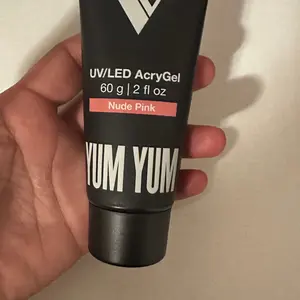 UV/LED AcryGel
60 g | 2 fl oz
Nude Pink
YUM YUM